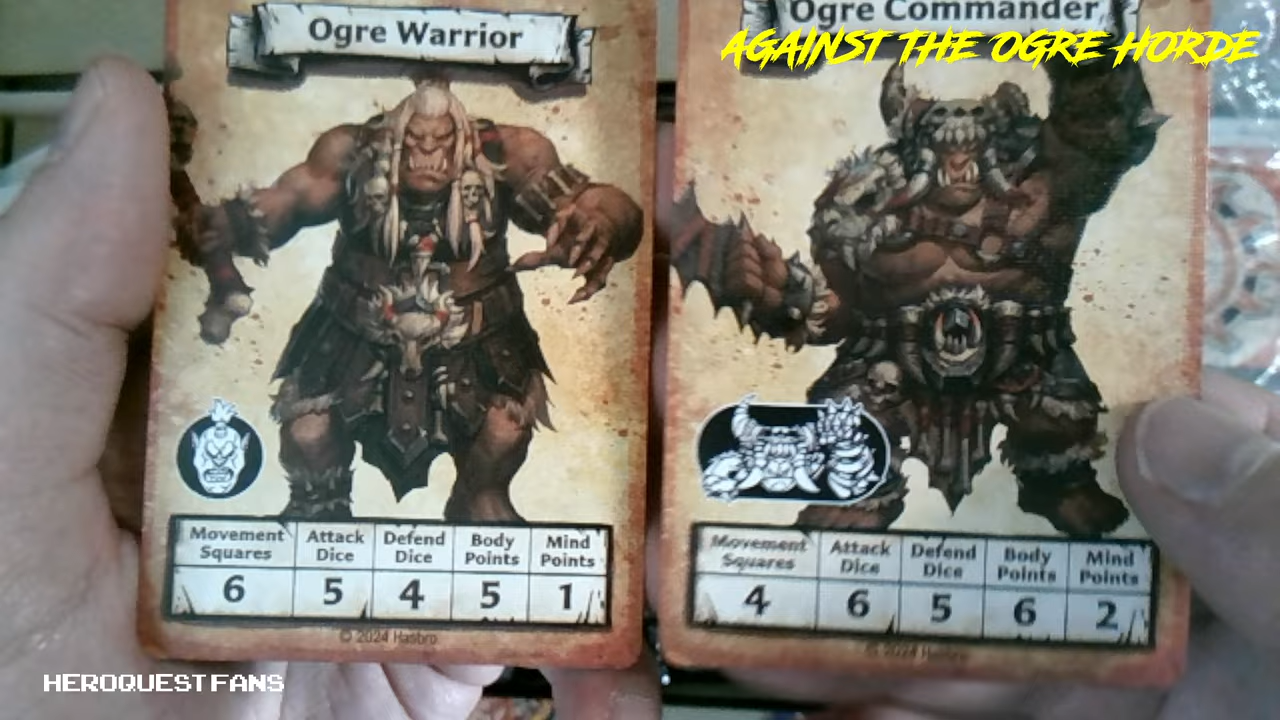 Ogre Warrior
Movement Squares Attack Dice Defend Dice Body Points Mind Points
6 5 4 5 1
© 2024 Hasbro
Ogre Commander
AGAINST THE OGRE HORDE
Movement Squares Attack Dice Defend Dice Body Points Mind Points
4 6 5 6 2
© 2024 Hasbro
HEROQUEST FANS